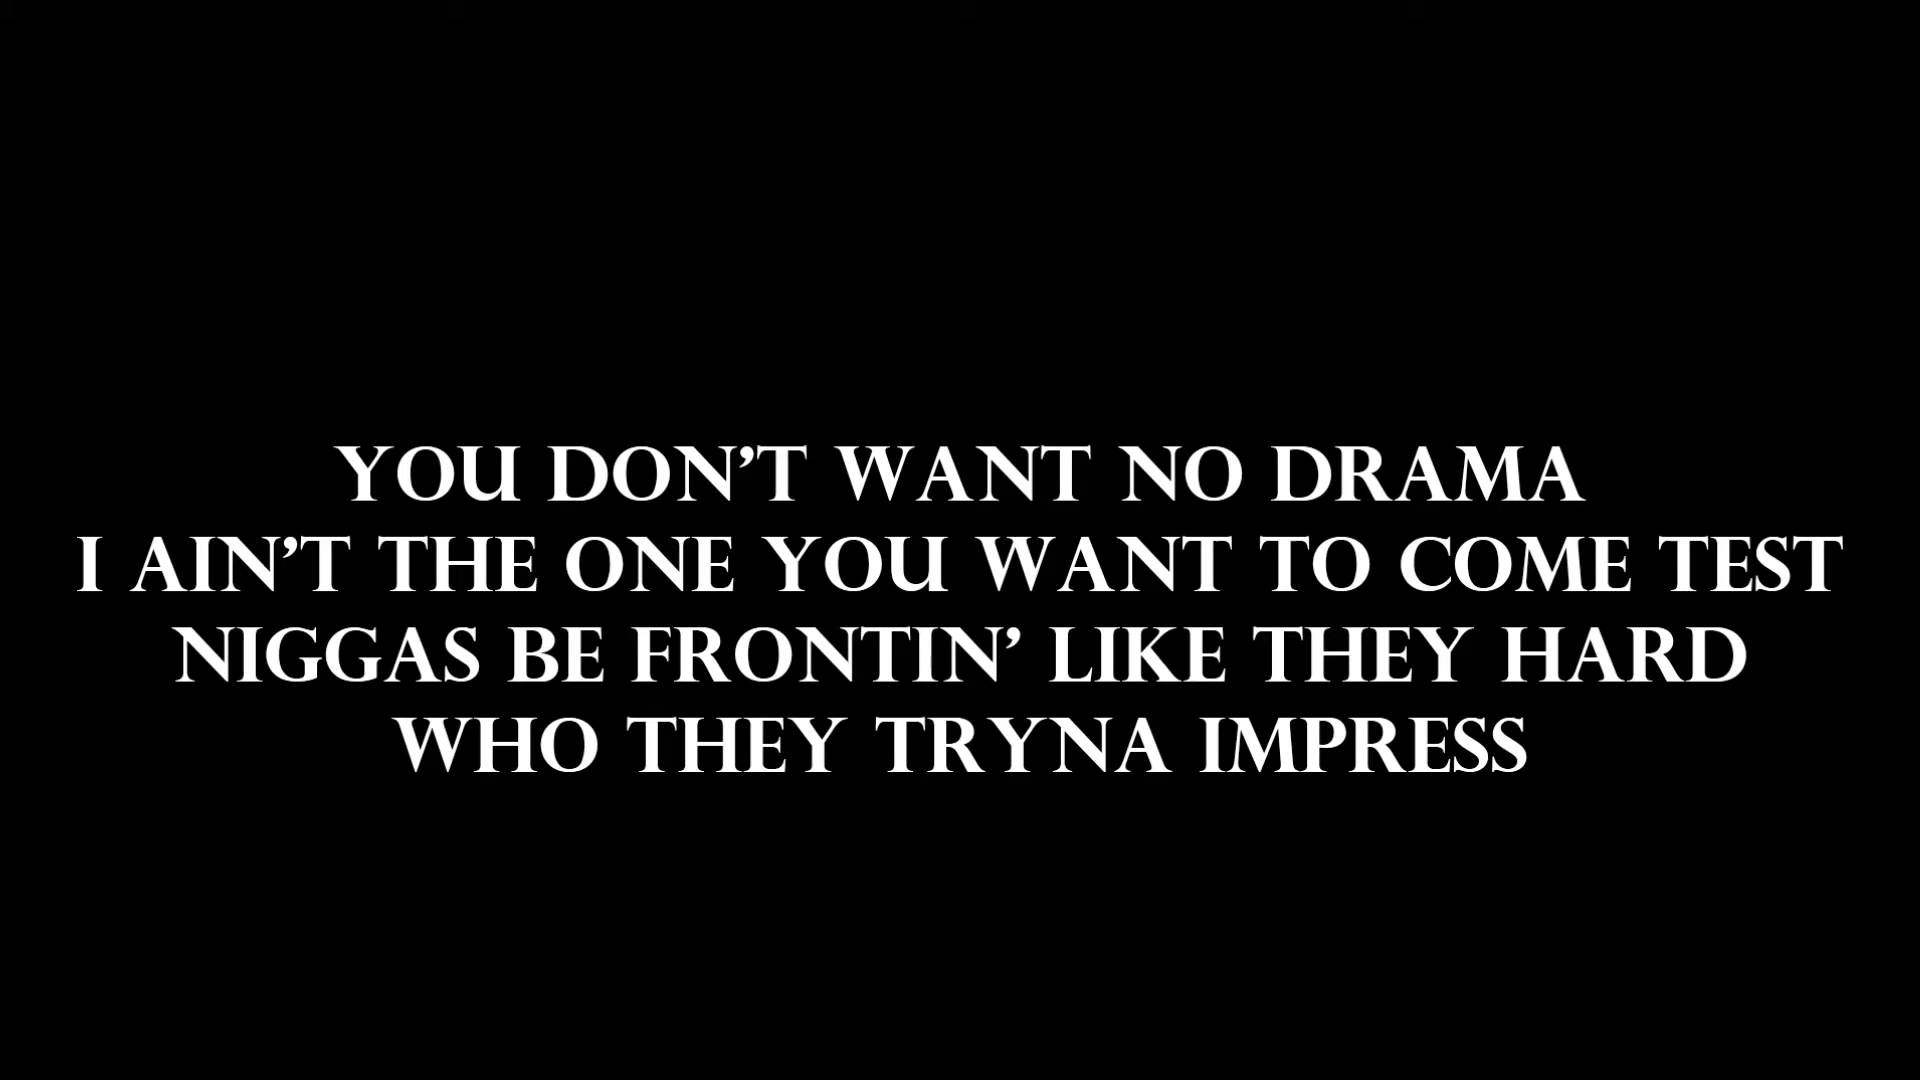 YOU DON'T WANT NO DRAMA
I AIN'T THE ONE YOU WANT TO COME TEST
NIGGAS BE FRONTIN' LIKE THEY HARD
WHO THEY TRYNA IMPRESS